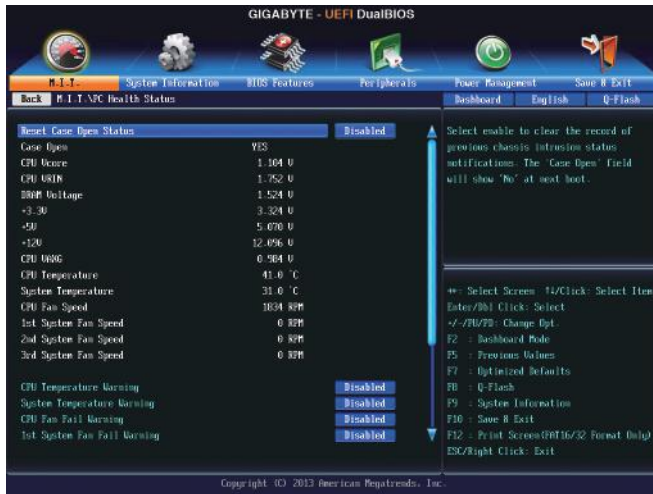 GIGABYTE - UEFI DualBIOS
M.I.T. System Information BIOS Features Peripherals Power Management Save & Exit
Back M.I.T.\PC Health Status Dashboard English Q-Flash
Reset Case Open Status Disabled
Case Open YES
CPU Vcore 1.104 V
CPU VRIN 1.752 V
DRAM Voltage 1.524 V
+3.3V 3.324 V
+5V 5.070 V
+12V 12.096 V
CPU VAXG 0.984 V
CPU Temperature 41.0 °C
System Temperature 31.0 °C
CPU Fan Speed 1834 RPM
1st System Fan Speed 0 RPM
2nd System Fan Speed 0 RPM
3rd System Fan Speed 0 RPM
CPU Temperature Warning Disabled
System Temperature Warning Disabled
CPU Fan Fail Warning Disabled
1st System Fan Fail Warning Disabled
Select enable to clear the record of
previous chassis intrusion status
notifications. The 'Case Open' field
will show 'No' at next boot.
↔: Select Screen ↑↓/Click: Select Item
Enter/Dbl Click: Select
+/-/PU/PD: Change Opt.
F2 : Dashboard Mode
F5 : Previous Values
F7 : Optimized Defaults
F8 : Q-Flash
F9 : System Information
F10 : Save & Exit
F12 : Print Screen(FAT16/32 Format Only)
ESC/Right Click: Exit
Copyright (C) 2013 American Megatrends, Inc.